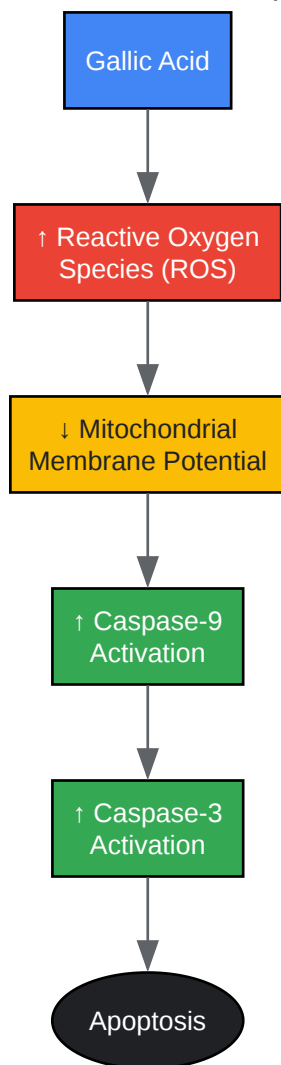 Gallic Acid
↑ Reactive Oxygen
Species (ROS)
↓ Mitochondrial
Membrane Potential
↑ Caspase-9
Activation
↑ Caspase-3
Activation
Apoptosis